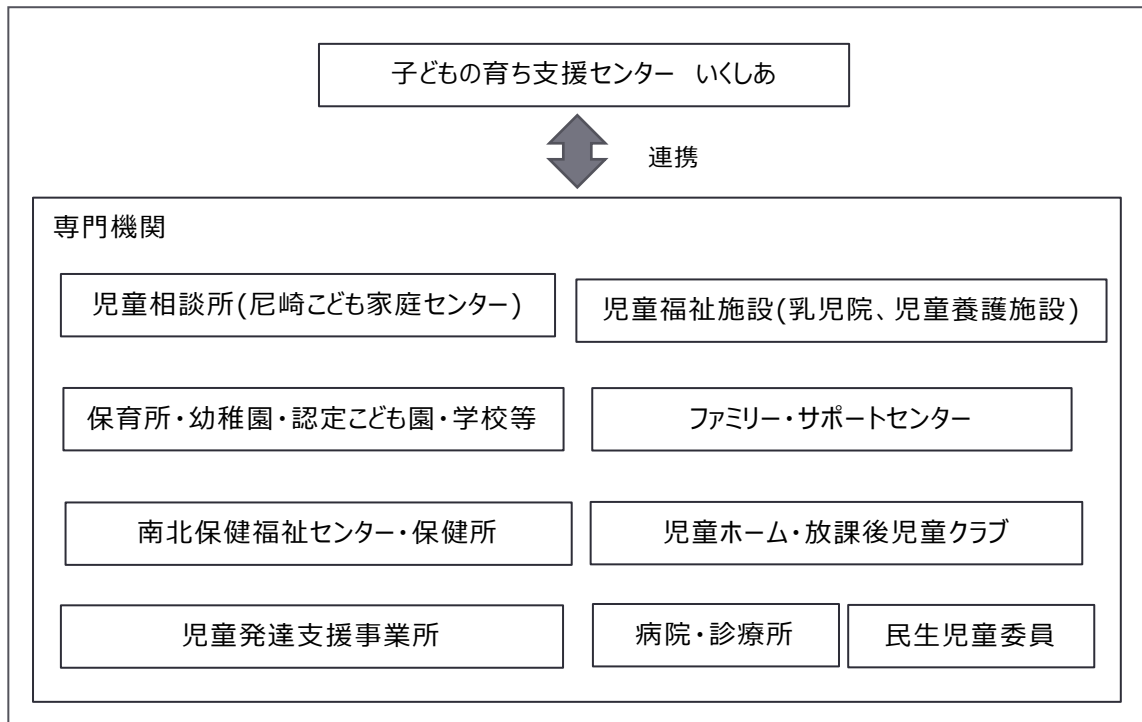 子どもの育ち支援センター　いくしあ
連携
専門機関
児童相談所(尼崎こども家庭センター)
児童福祉施設(乳児院、児童養護施設)
保育所・幼稚園・認定こども園・学校等
ファミリー・サポートセンター
南北保健福祉センター・保健所
児童ホーム・放課後児童クラブ
児童発達支援事業所
病院・診療所
民生児童委員